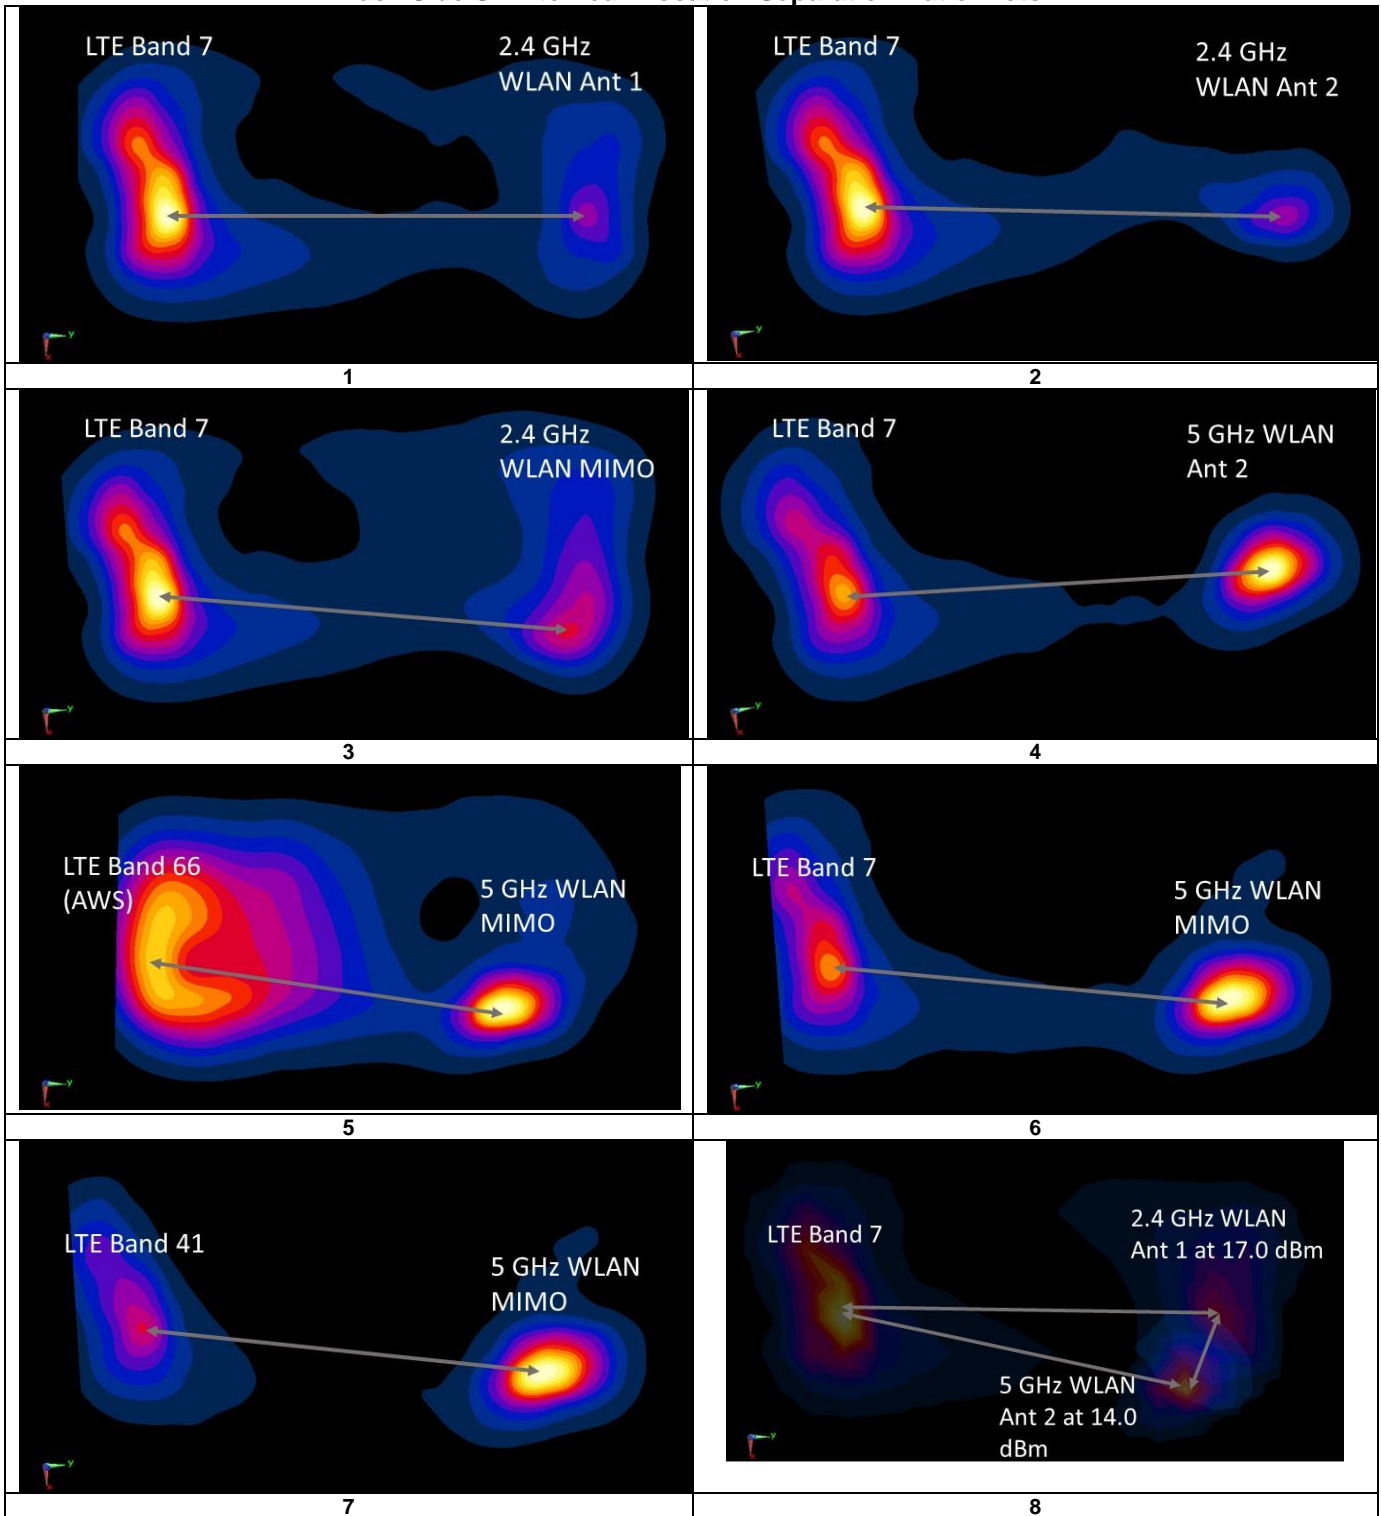 LTE Band 7
2.4 GHz
WLAN Ant 1
y
x
1
LTE Band 7
2.4 GHz
WLAN Ant 2
y
x
2
LTE Band 7
2.4 GHz
WLAN MIMO
y
x
3
LTE Band 7
5 GHz WLAN
Ant 2
y
x
4
LTE Band 66
(AWS)
5 GHz WLAN
MIMO
y
x
5
LTE Band 7
5 GHz WLAN
MIMO
y
x
6
LTE Band 41
5 GHz WLAN
MIMO
y
x
7
LTE Band 7
2.4 GHz WLAN
Ant 1 at 17.0 dBm
5 GHz WLAN
Ant 2 at 14.0
dBm
y
x
8